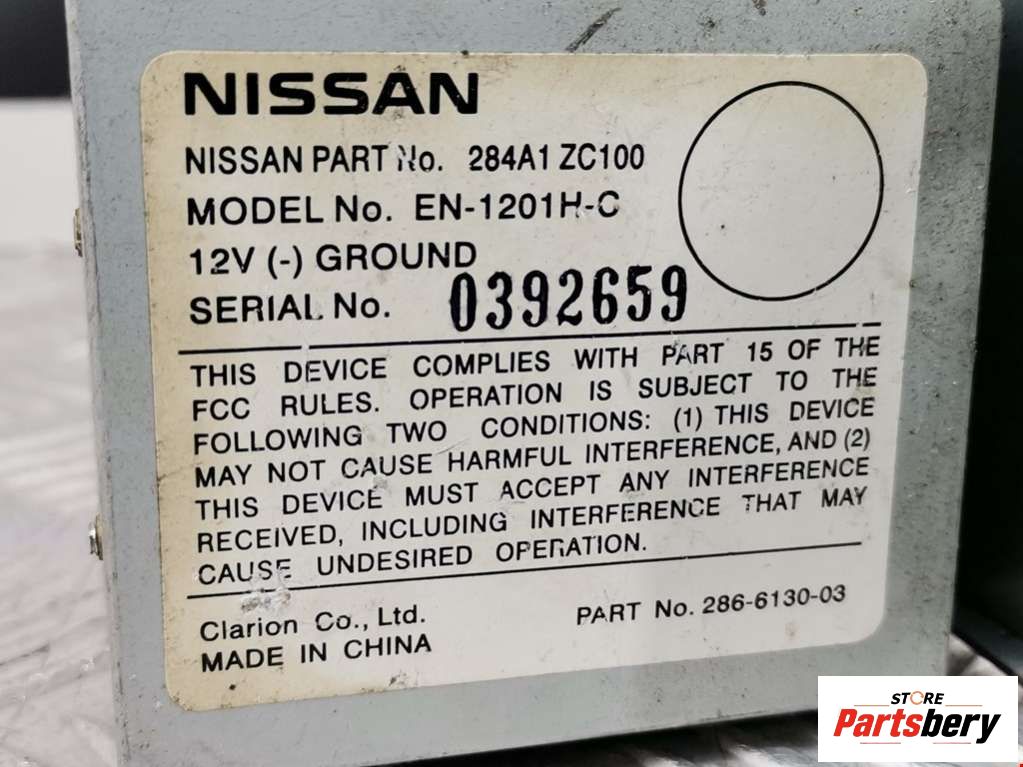 NISSAN
NISSAN PART No. 284A1 ZC100
MODEL No. EN-1201H-C
12V (-) GROUND
SERIAL No. 0392659
THIS DEVICE COMPLIES WITH PART 15 OF THE
FCC RULES. OPERATION IS SUBJECT TO THE
FOLLOWING TWO CONDITIONS: (1) THIS DEVICE
MAY NOT CAUSE HARMFUL INTERFERENCE, AND (2)
THIS DEVICE MUST ACCEPT ANY INTERFERENCE
RECEIVED, INCLUDING INTERFERENCE THAT MAY
CAUSE UNDESIRED OPERATION.
Clarion Co., Ltd. PART No. 286-6130-03
MADE IN CHINA
STORE
Partsbery